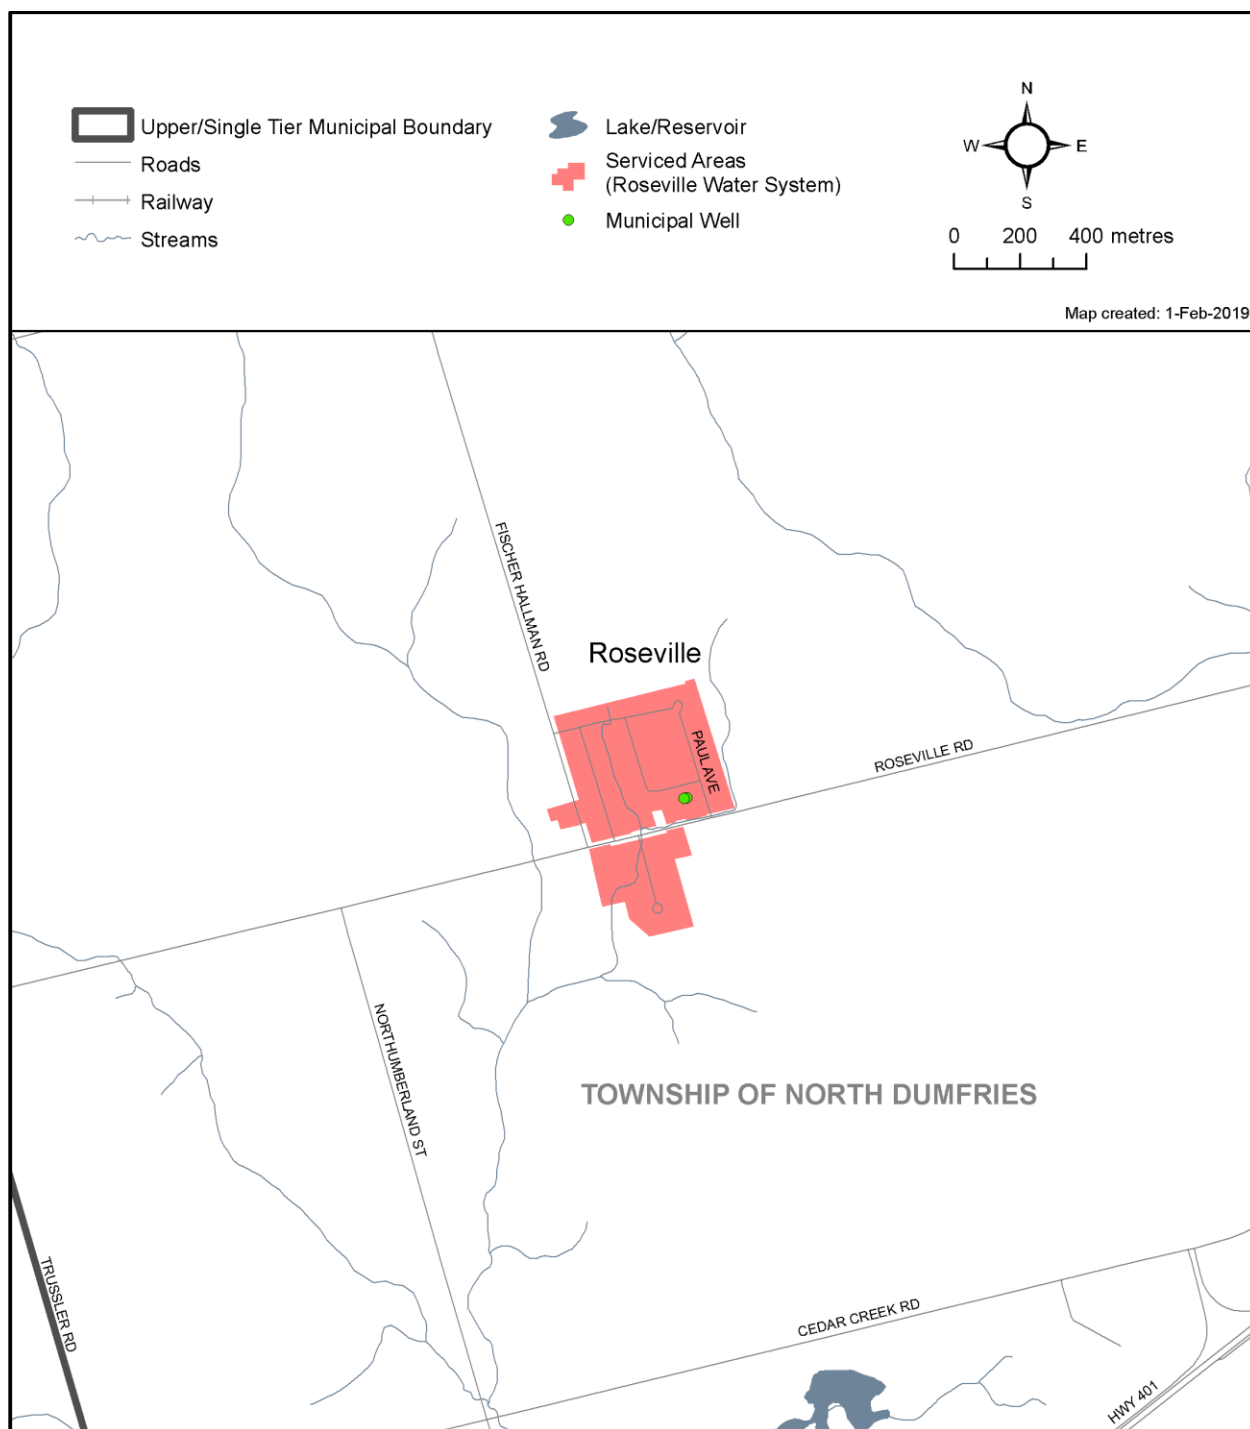 Upper/Single Tier Municipal Boundary
Roads
Railway
Streams
Lake/Reservoir
Serviced Areas
(Roseville Water System)
Municipal Well
N
W
E
S
0 200 400 metres
Map created: 1-Feb-2019
FISCHER HALLMAN RD
Roseville
PAUL AVE
ROSEVILLE RD
NORTHUMBERLAND ST
TOWNSHIP OF NORTH DUMFRIES
TRUSSLER RD
CEDAR CREEK RD
HWY 401